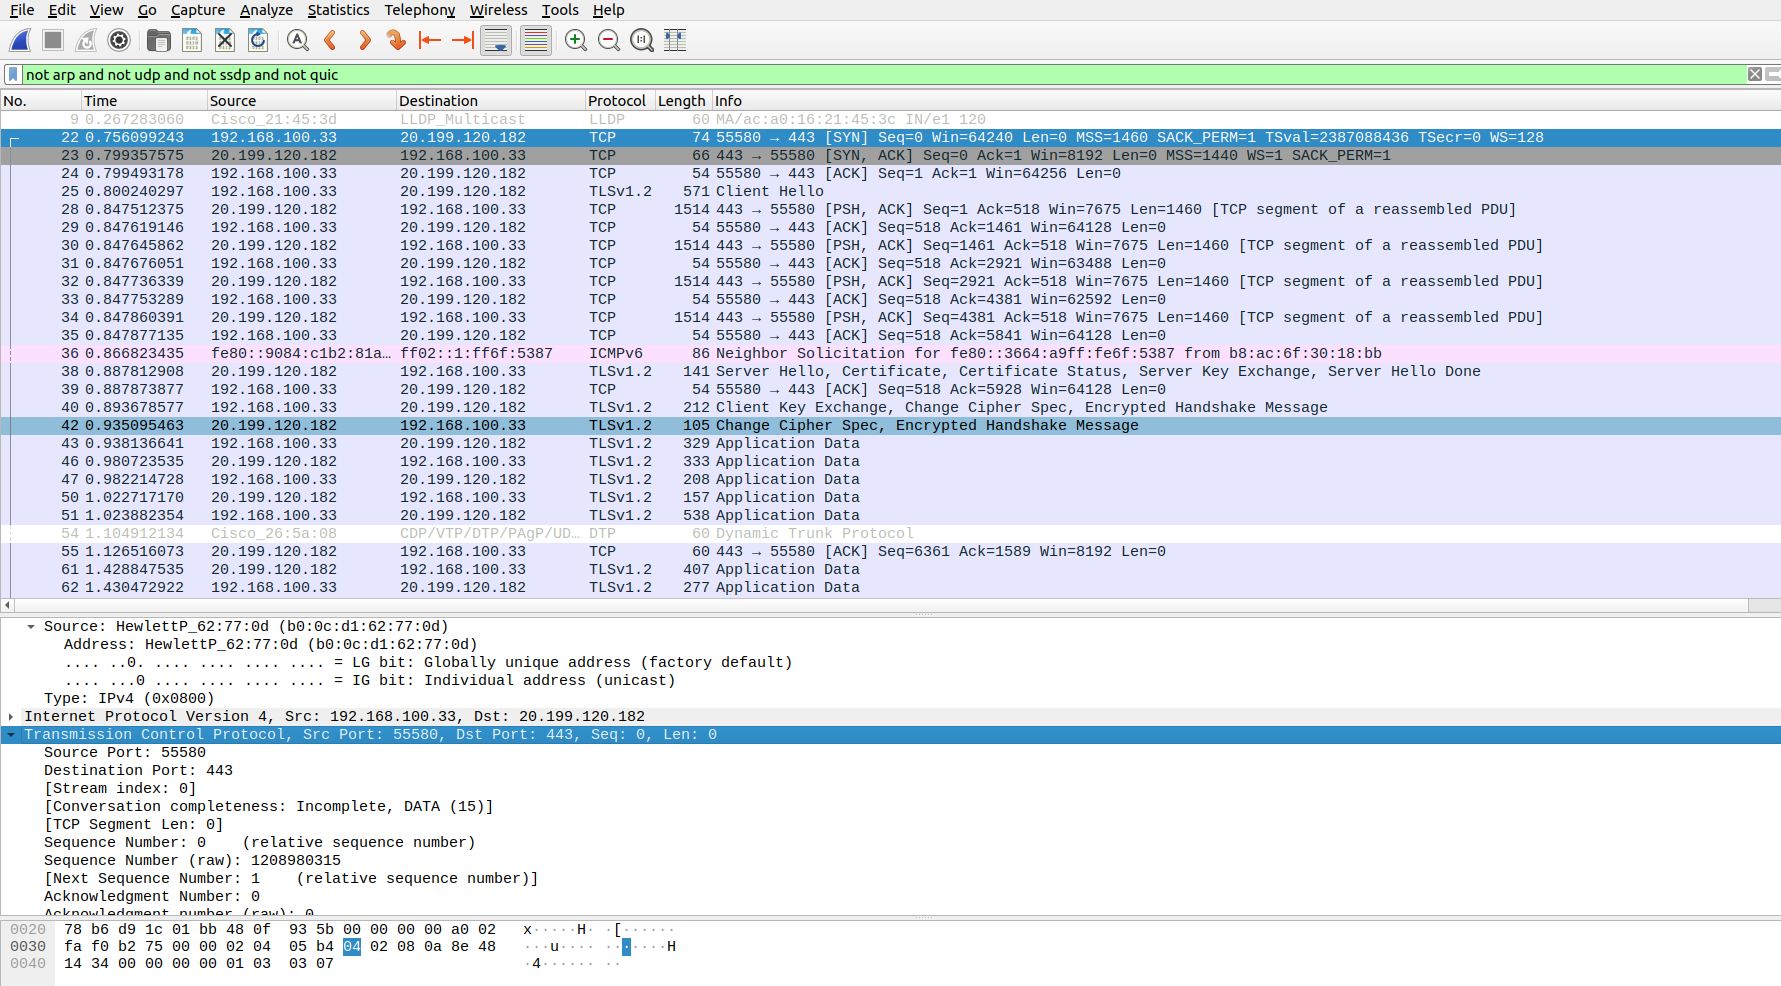 File Edit View Go Capture Analyze Statistics Telephony Wireless Tools Help
not arp and not udp and not ssdp and not quic
No. Time Source Destination Protocol Length Info
9 0.267283060 Cisco_21:45:3d LLDP_Multicast LLDP 60 MA/ac:a0:16:21:45:3c IN/e1 120
22 0.756099243 192.168.100.33 20.199.120.182 TCP 74 55580 → 443 [SYN] Seq=0 Win=64240 Len=0 MSS=1460 SACK_PERM=1 TSval=2387088436 TSecr=0 WS=128
23 0.799357575 20.199.120.182 192.168.100.33 TCP 66 443 → 55580 [SYN, ACK] Seq=0 Ack=1 Win=8192 Len=0 MSS=1440 WS=1 SACK_PERM=1
24 0.799493178 192.168.100.33 20.199.120.182 TCP 54 55580 → 443 [ACK] Seq=1 Ack=1 Win=64256 Len=0
25 0.800240297 192.168.100.33 20.199.120.182 TLSv1.2 571 Client Hello
28 0.847512375 20.199.120.182 192.168.100.33 TCP 1514 443 → 55580 [PSH, ACK] Seq=1 Ack=518 Win=7675 Len=1460 [TCP segment of a reassembled PDU]
29 0.847619146 192.168.100.33 20.199.120.182 TCP 54 55580 → 443 [ACK] Seq=518 Ack=1461 Win=64128 Len=0
30 0.847645862 20.199.120.182 192.168.100.33 TCP 1514 443 → 55580 [PSH, ACK] Seq=1461 Ack=518 Win=7675 Len=1460 [TCP segment of a reassembled PDU]
31 0.847676051 192.168.100.33 20.199.120.182 TCP 54 55580 → 443 [ACK] Seq=518 Ack=2921 Win=63488 Len=0
32 0.847736339 20.199.120.182 192.168.100.33 TCP 1514 443 → 55580 [PSH, ACK] Seq=2921 Ack=518 Win=7675 Len=1460 [TCP segment of a reassembled PDU]
33 0.847753289 192.168.100.33 20.199.120.182 TCP 54 55580 → 443 [ACK] Seq=518 Ack=4381 Win=62592 Len=0
34 0.847860391 20.199.120.182 192.168.100.33 TCP 1514 443 → 55580 [PSH, ACK] Seq=4381 Ack=518 Win=7675 Len=1460 [TCP segment of a reassembled PDU]
35 0.847877135 192.168.100.33 20.199.120.182 TCP 54 55580 → 443 [ACK] Seq=518 Ack=5841 Win=64128 Len=0
36 0.866823435 fe80::9084:c1b2:81a… ff02::1:ff6f:5387 ICMPv6 86 Neighbor Solicitation for fe80::3664:a9ff:fe6f:5387 from b8:ac:6f:30:18:bb
38 0.887812908 20.199.120.182 192.168.100.33 TLSv1.2 141 Server Hello, Certificate, Certificate Status, Server Key Exchange, Server Hello Done
39 0.887873877 192.168.100.33 20.199.120.182 TCP 54 55580 → 443 [ACK] Seq=518 Ack=5928 Win=64128 Len=0
40 0.893678577 192.168.100.33 20.199.120.182 TLSv1.2 212 Client Key Exchange, Change Cipher Spec, Encrypted Handshake Message
42 0.935095463 20.199.120.182 192.168.100.33 TLSv1.2 105 Change Cipher Spec, Encrypted Handshake Message
43 0.938136641 192.168.100.33 20.199.120.182 TLSv1.2 329 Application Data
46 0.980723535 20.199.120.182 192.168.100.33 TLSv1.2 333 Application Data
47 0.982214728 192.168.100.33 20.199.120.182 TLSv1.2 208 Application Data
50 1.022717170 20.199.120.182 192.168.100.33 TLSv1.2 157 Application Data
51 1.023882354 192.168.100.33 20.199.120.182 TLSv1.2 538 Application Data
54 1.104912134 Cisco_26:5a:08 CDP/VTP/DTP/PAgP/UD… DTP 60 Dynamic Trunk Protocol
55 1.126516073 20.199.120.182 192.168.100.33 TCP 60 443 → 55580 [ACK] Seq=6361 Ack=1589 Win=8192 Len=0
61 1.428847535 20.199.120.182 192.168.100.33 TLSv1.2 407 Application Data
62 1.430472922 192.168.100.33 20.199.120.182 TLSv1.2 277 Application Data
Source: HewlettP_62:77:0d (b0:0c:d1:62:77:0d)
Address: HewlettP_62:77:0d (b0:0c:d1:62:77:0d)
.... ..0. .... .... .... .... = LG bit: Globally unique address (factory default)
.... ...0 .... .... .... .... = IG bit: Individual address (unicast)
Type: IPv4 (0x0800)
Internet Protocol Version 4, Src: 192.168.100.33, Dst: 20.199.120.182
Transmission Control Protocol, Src Port: 55580, Dst Port: 443, Seq: 0, Len: 0
Source Port: 55580
Destination Port: 443
[Stream index: 0]
[Conversation completeness: Incomplete, DATA (15)]
[TCP Segment Len: 0]
Sequence Number: 0 (relative sequence number)
Sequence Number (raw): 1208980315
[Next Sequence Number: 1 (relative sequence number)]
Acknowledgment Number: 0
Acknowledgment number (raw): 0
0020 78 b6 d9 1c 01 bb 48 0f 93 5b 00 00 00 00 a0 02 x·····H· ·[······
0030 fa f0 b2 75 00 00 02 04 05 b4 04 02 08 0a 8e 48 ···u···· ·······H
0040 14 34 00 00 00 00 01 03 03 07 ·4······ ··